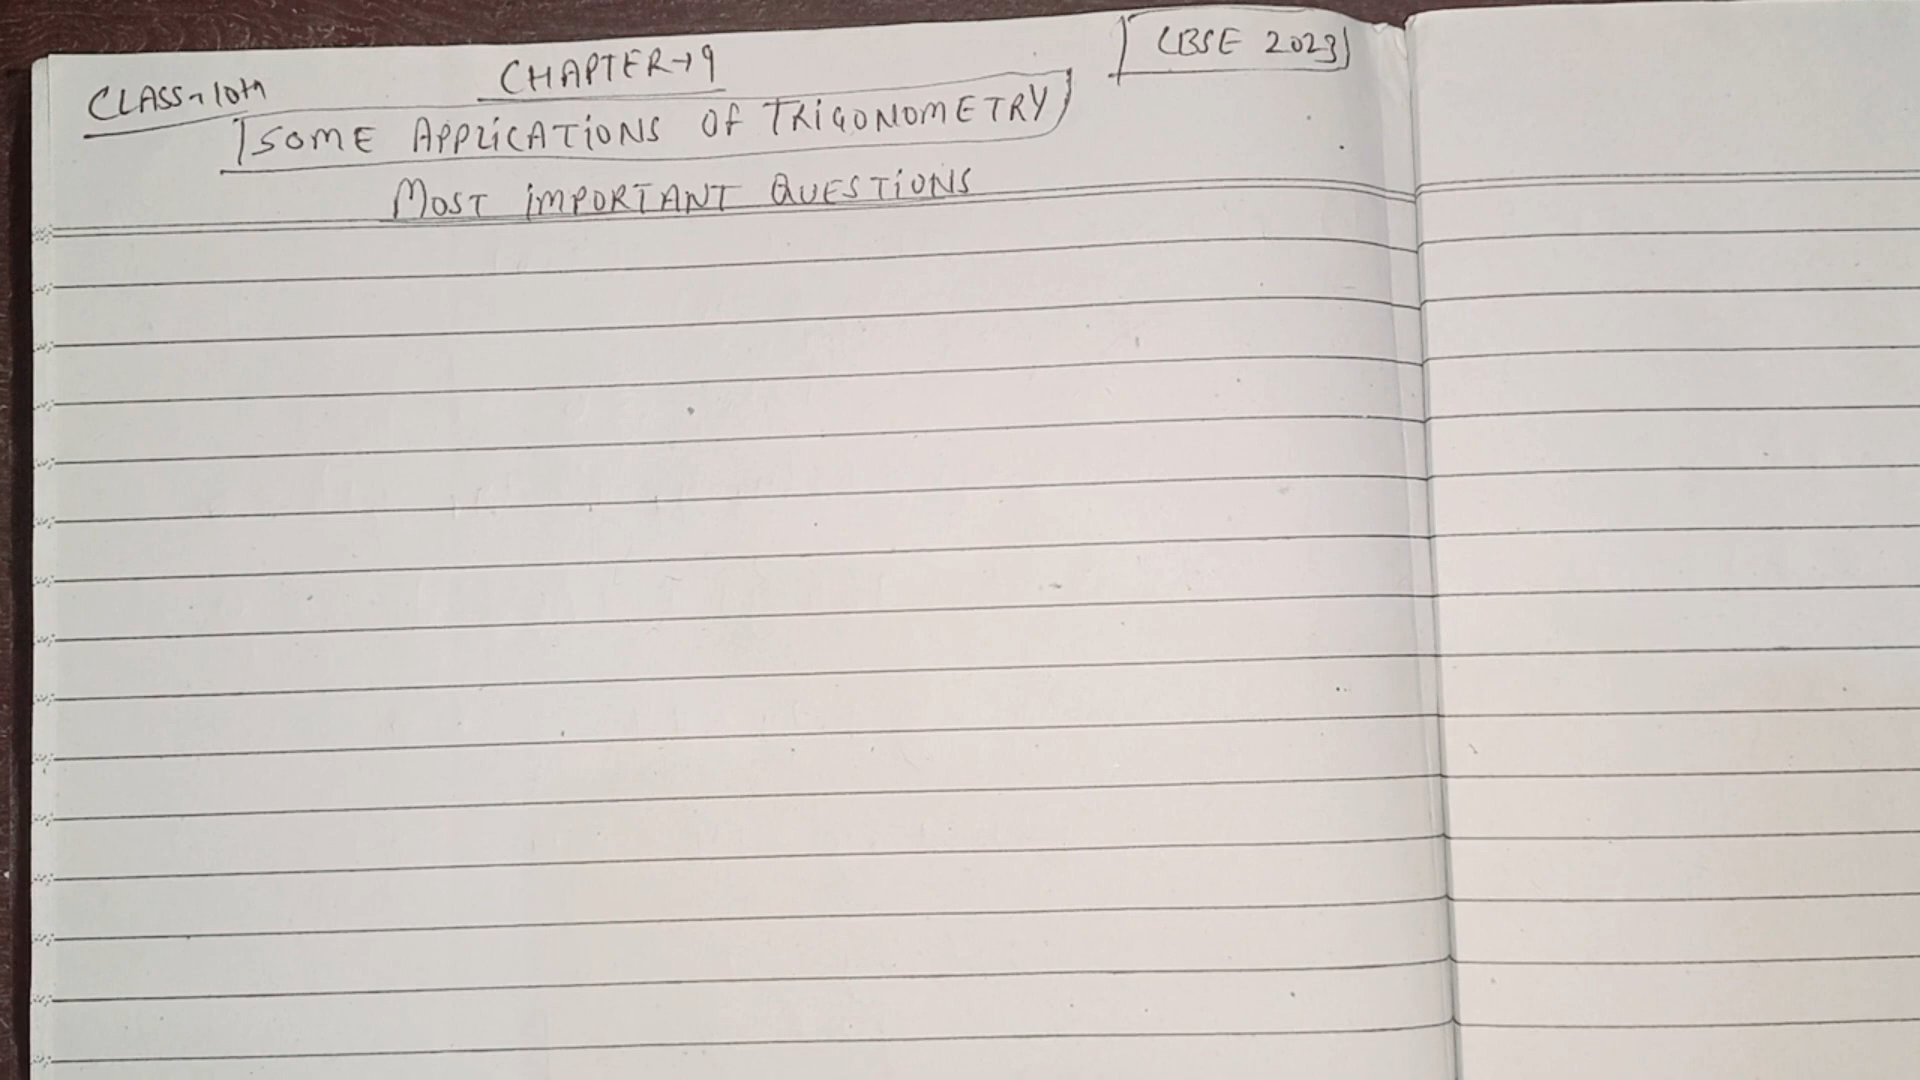 CLASS→10th
CHAPTER→9
CBSE 2023
SOME APPLICATIONS OF TRIGONOMETRY
MOST IMPORTANT QUESTIONS